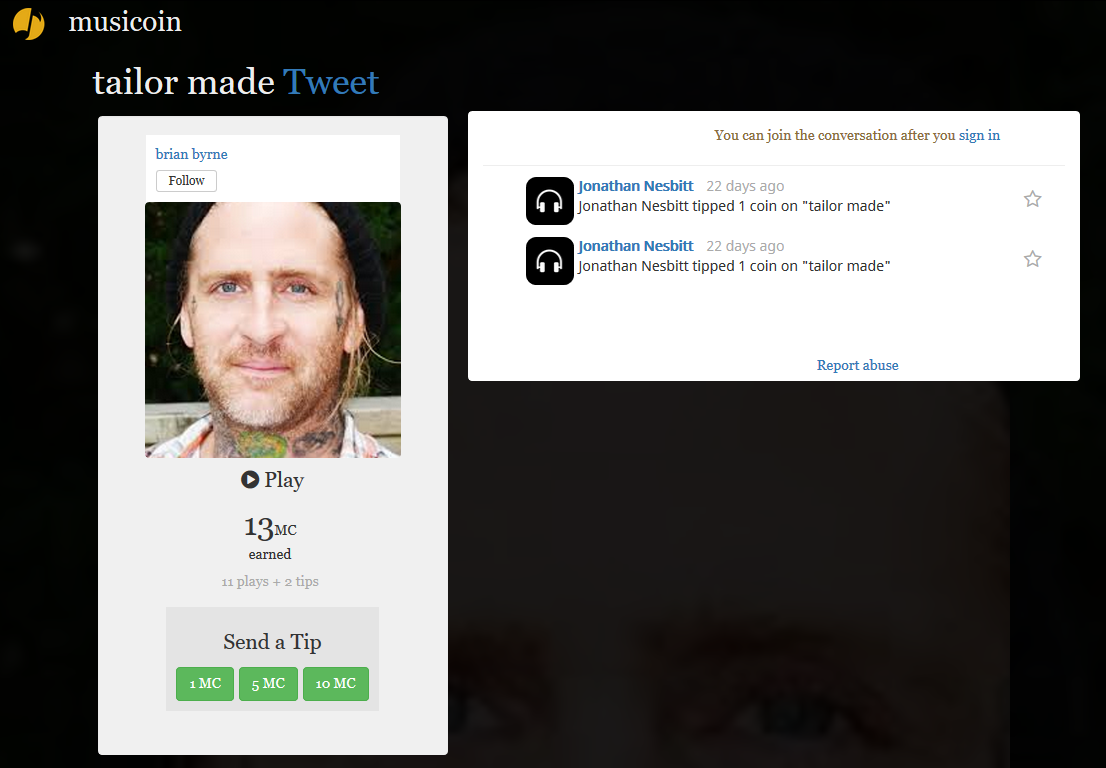 musicoin
tailor made Tweet
brian byrne
Follow
Play
13MC
earned
11 plays + 2 tips
Send a Tip
1 MC 5 MC 10 MC
You can join the conversation after you sign in
Jonathan Nesbitt 22 days ago
Jonathan Nesbitt tipped 1 coin on "tailor made"
Jonathan Nesbitt 22 days ago
Jonathan Nesbitt tipped 1 coin on "tailor made"
Report abuse